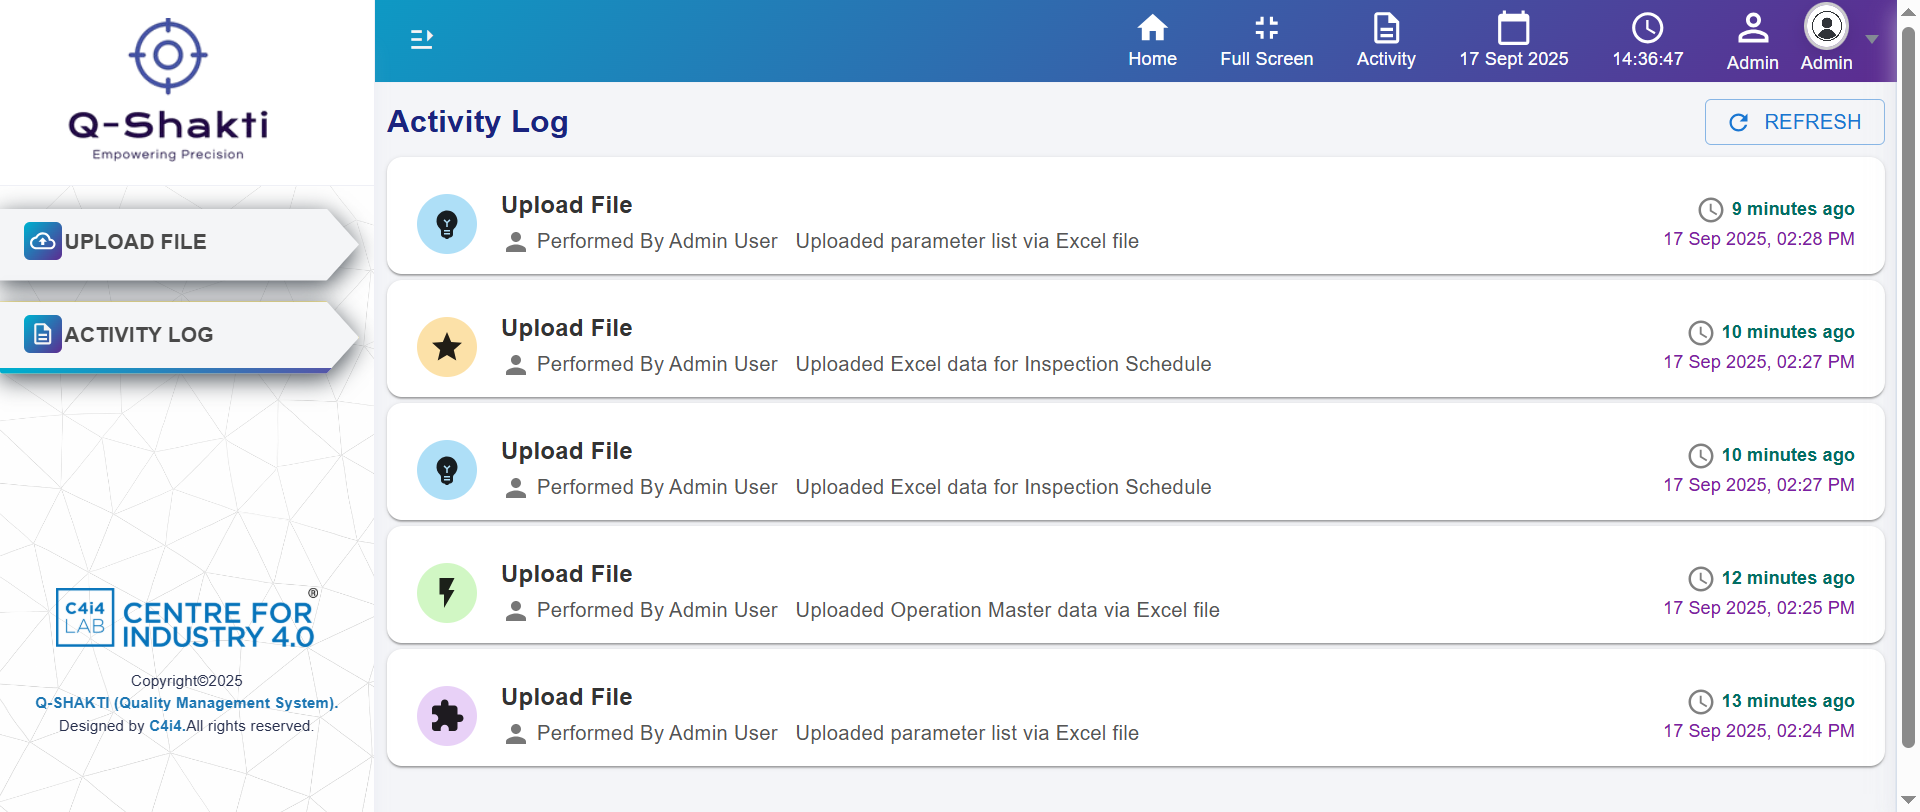 Q-Shakti
Empowering Precision
UPLOAD FILE
ACTIVITY LOG
C4i4
LAB
CENTRE FOR
INDUSTRY 4.0
®
Copyright©2025
Q-SHAKTI (Quality Management System).
Designed by C4i4.All rights reserved.
Home
Full Screen
Activity
17 Sept 2025
14:36:47
Admin
Admin
Activity Log
REFRESH
Upload File
Performed By Admin User Uploaded parameter list via Excel file
9 minutes ago
17 Sep 2025, 02:28 PM
Upload File
Performed By Admin User Uploaded Excel data for Inspection Schedule
10 minutes ago
17 Sep 2025, 02:27 PM
Upload File
Performed By Admin User Uploaded Excel data for Inspection Schedule
10 minutes ago
17 Sep 2025, 02:27 PM
Upload File
Performed By Admin User Uploaded Operation Master data via Excel file
12 minutes ago
17 Sep 2025, 02:25 PM
Upload File
Performed By Admin User Uploaded parameter list via Excel file
13 minutes ago
17 Sep 2025, 02:24 PM